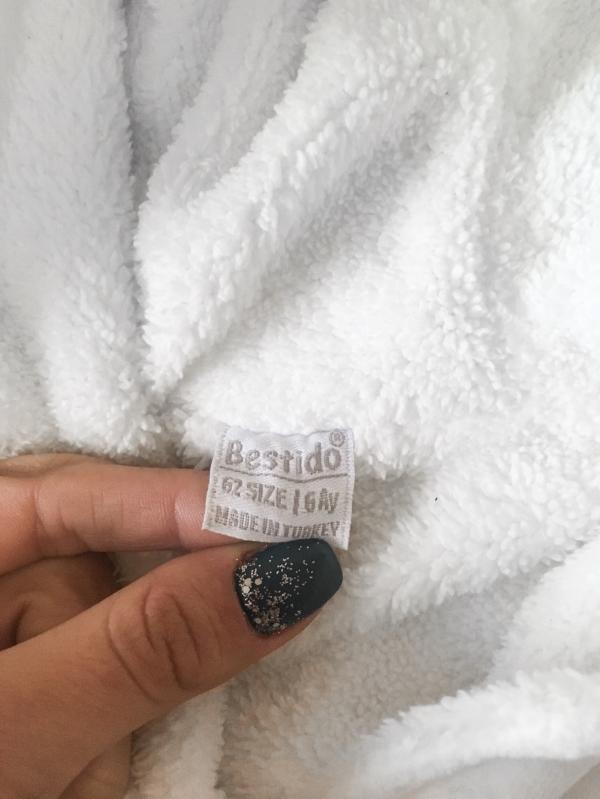 Bestido®
62 SIZE | 6 Ay
MADE IN TURKEY